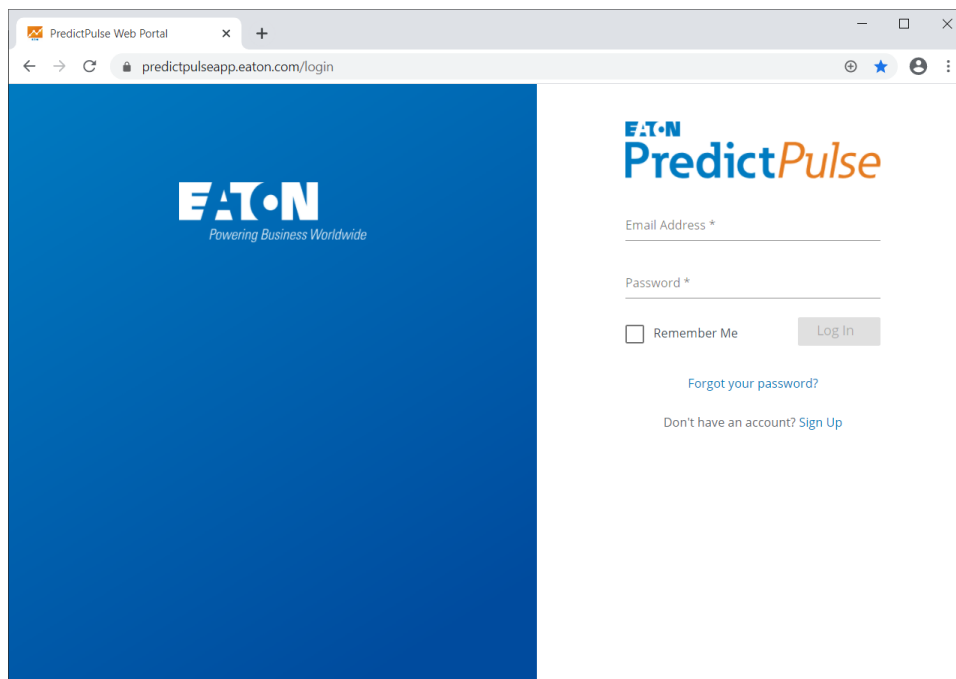 PredictPulse Web Portal
predictpulseapp.eaton.com/login
EATON
Powering Business Worldwide
EATON
PredictPulse
Email Address *
Password *
Remember Me
Log In
Forgot your password?
Don't have an account? Sign Up